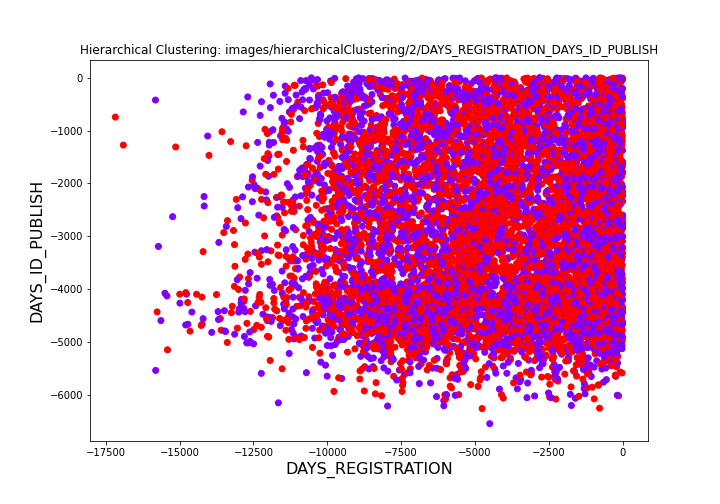 Hierarchical Clustering: images/hierarchicalClustering/2/DAYS_REGISTRATION_DAYS_ID_PUBLISH
0
−1000
−2000
−3000
−4000
−5000
−6000
DAYS_ID_PUBLISH
−17500 −15000 −12500 −10000 −7500 −5000 −2500 0
DAYS_REGISTRATION